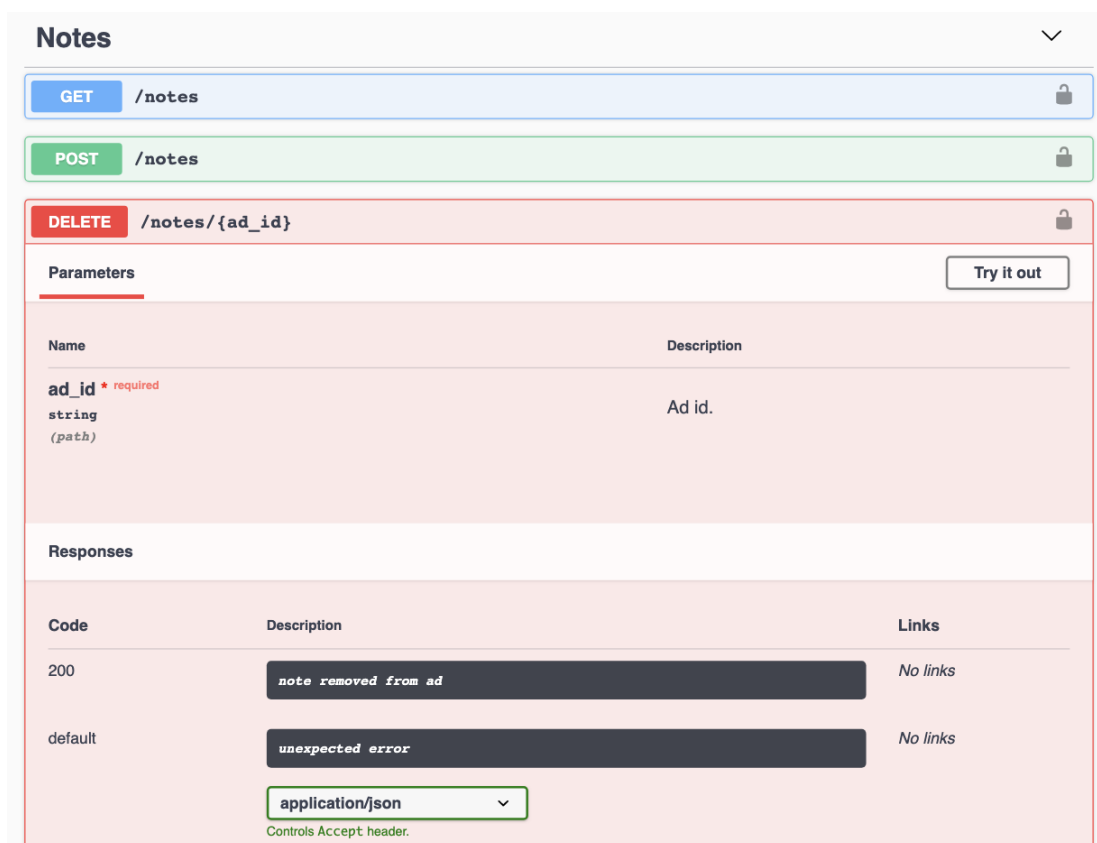 Notes
GET /notes
POST /notes
DELETE /notes/{ad_id}
Parameters Try it out
Name Description
ad_id * required
string
(path)
Ad id.
Responses
Code Description Links
200 note removed from ad No links
default unexpected error No links
application/json
Controls Accept header.